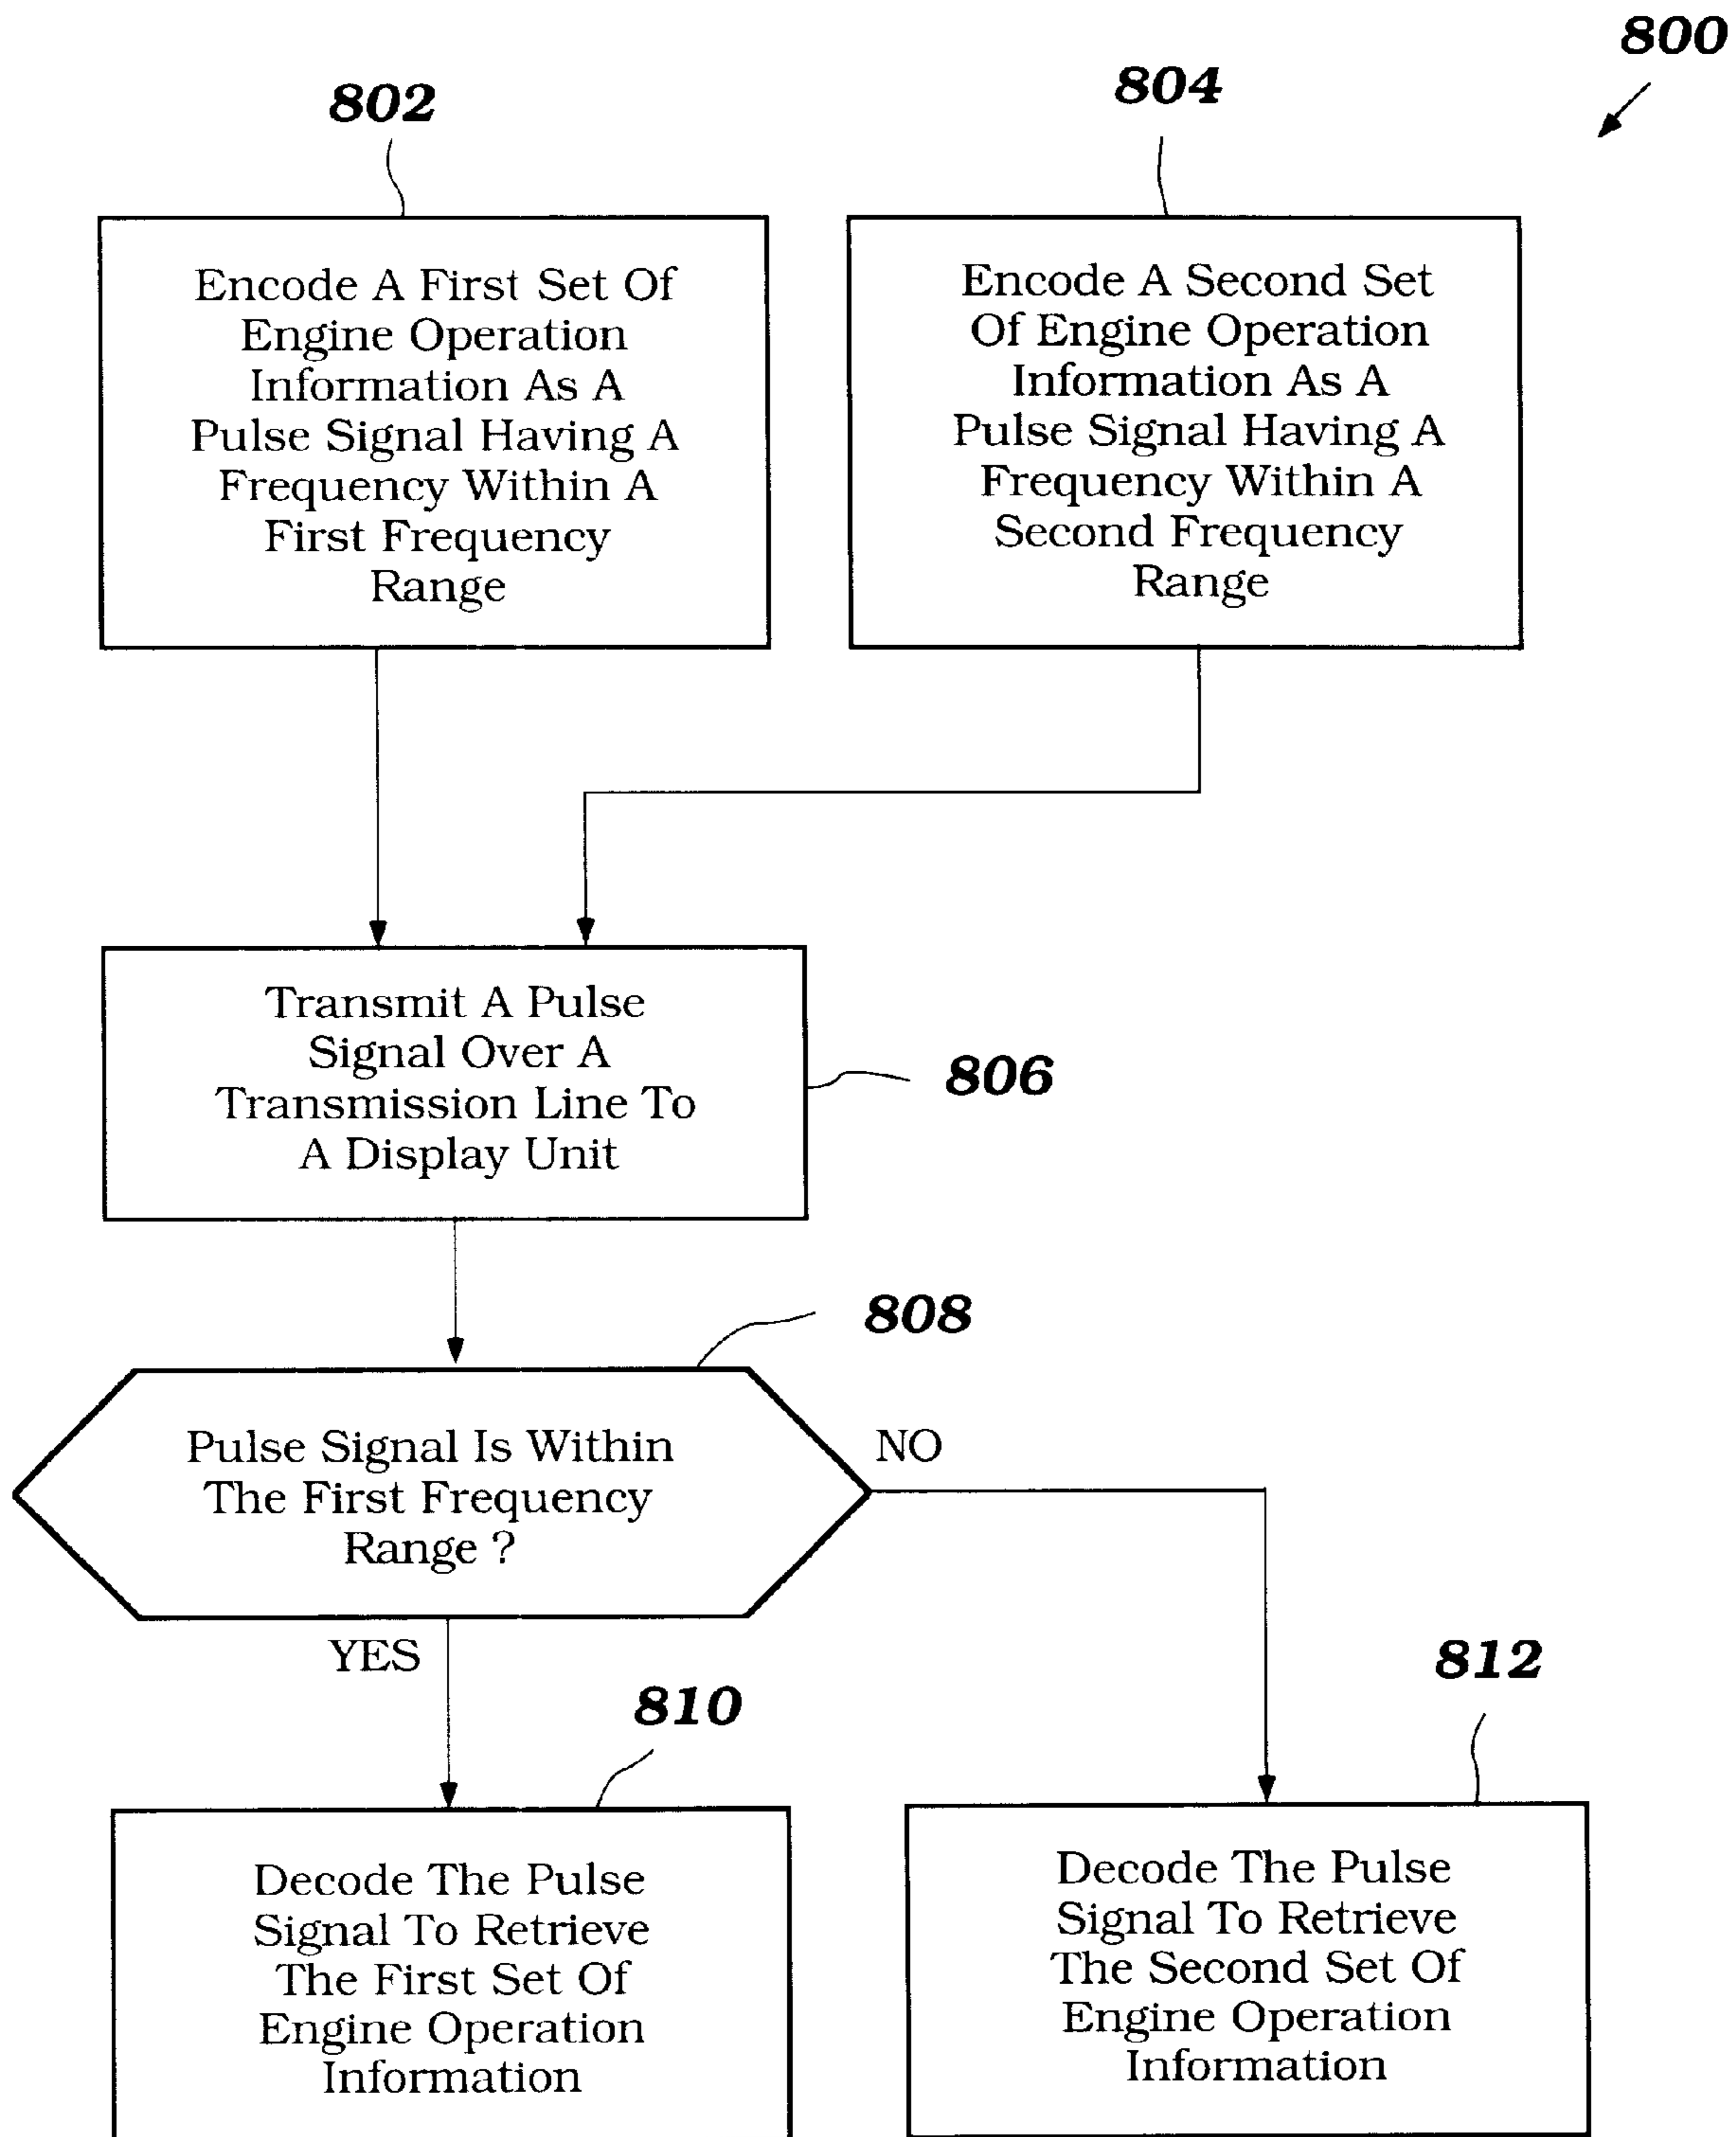 800
802
804
Encode A First Set Of
Engine Operation
Information As A
Pulse Signal Having A
Frequency Within A
First Frequency
Range
Encode A Second Set
Of Engine Operation
Information As A
Pulse Signal Having A
Frequency Within A
Second Frequency
Range
Transmit A Pulse
Signal Over A
Transmission Line To
A Display Unit
806
808
Pulse Signal Is Within
The First Frequency
Range ?
NO
YES
810
812
Decode The Pulse
Signal To Retrieve
The First Set Of
Engine Operation
Information
Decode The Pulse
Signal To Retrieve
The Second Set Of
Engine Operation
Information